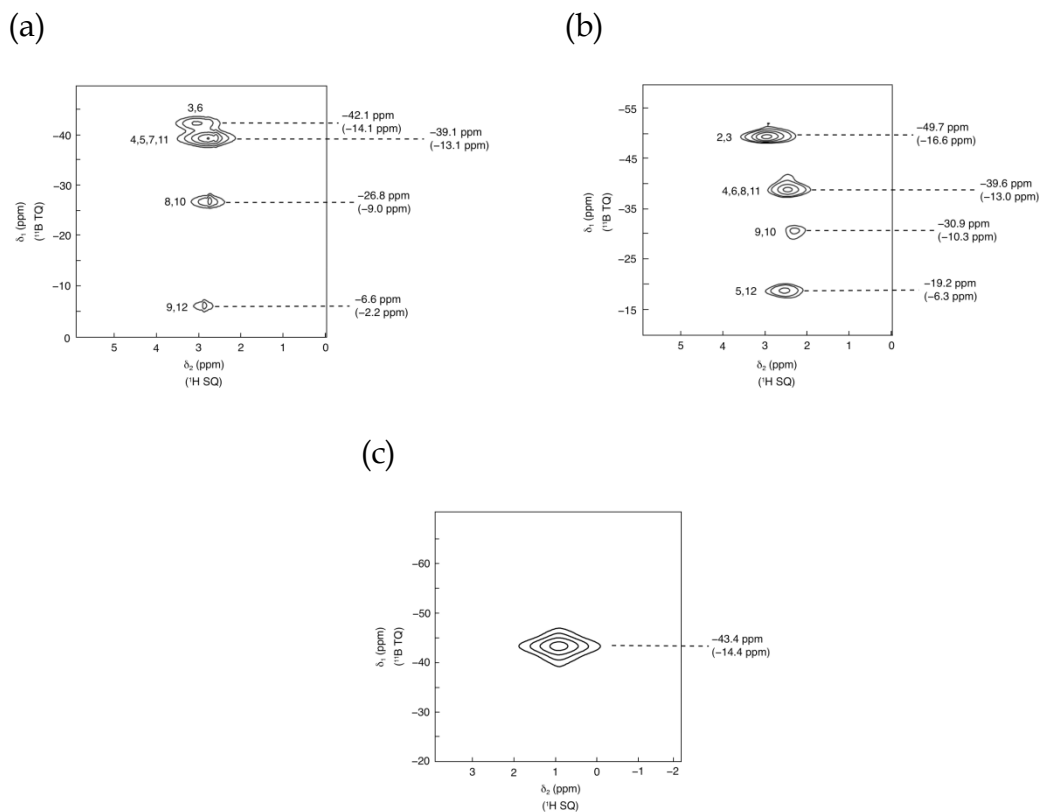 (a)
3,6
4,5,7,11
8,10
9,12
−42.1 ppm
(−14.1 ppm)
−39.1 ppm
(−13.1 ppm)
−26.8 ppm
(−9.0 ppm)
−6.6 ppm
(−2.2 ppm)
−40
−30
−20
−10
0
δ₁ (ppm)
(¹¹B TQ)
5 4 3 2 1 0
δ₂ (ppm)
(¹H SQ)
(b)
2,3
4,6,8,11
9,10
5,12
−49.7 ppm
(−16.6 ppm)
−39.6 ppm
(−13.0 ppm)
−30.9 ppm
(−10.3 ppm)
−19.2 ppm
(−6.3 ppm)
−55
−45
−35
−25
−15
δ₁ (ppm)
(¹¹B TQ)
5 4 3 2 1 0
δ₂ (ppm)
(¹H SQ)
(c)
−60
−50
−40
−30
−20
δ₁ (ppm)
(¹¹B TQ)
−43.4 ppm
(−14.4 ppm)
3 2 1 0 −1 −2
δ₂ (ppm)
(¹H SQ)